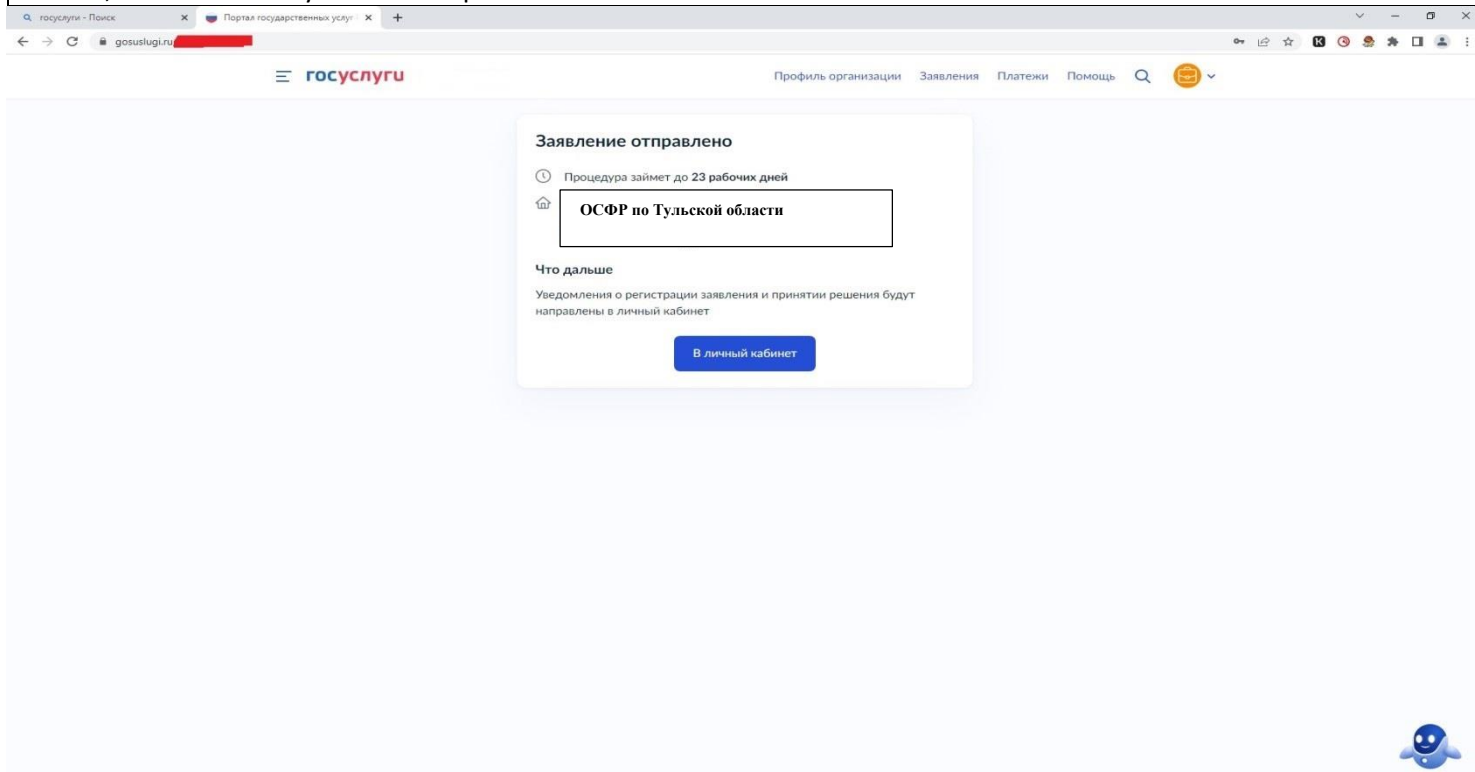 госуслуги - Поиск
Портал государственных услуг
gosuslugi.ru
госуслуги
Профиль организации Заявления Платежи Помощь
Заявление отправлено
Процедура займет до 23 рабочих дней
ОСФР по Тульской области
Что дальше
Уведомления о регистрации заявления и принятии решения будут
направлены в личный кабинет
В личный кабинет